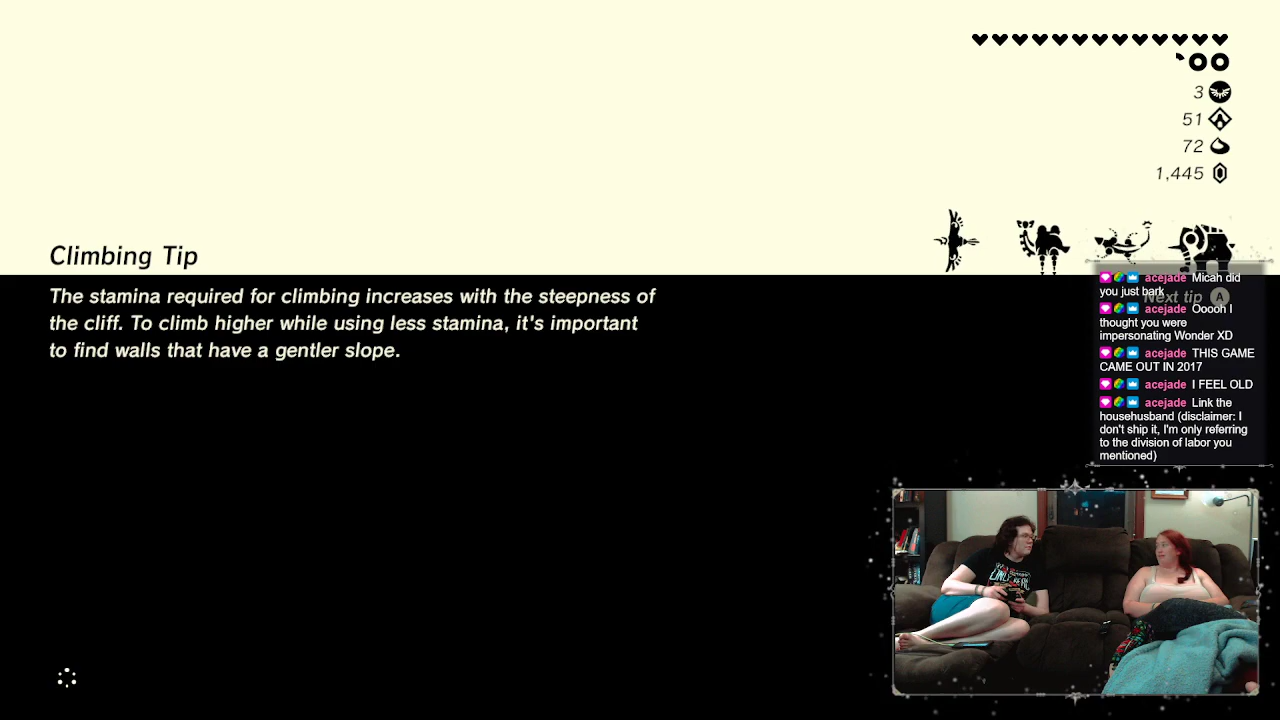 3
51
72
1,445
Climbing Tip
The stamina required for climbing increases with the steepness of
the cliff. To climb higher while using less stamina, it's important
to find walls that have a gentler slope.
Next tip A
acejade Micah did
you just bark
acejade Ooooh I
thought you were
impersonating Wonder XD
acejade THIS GAME
CAME OUT IN 2017
acejade I FEEL OLD
acejade Link the
househusband (disclaimer: I
don't ship it, I'm only referring
to the division of labor you
mentioned)